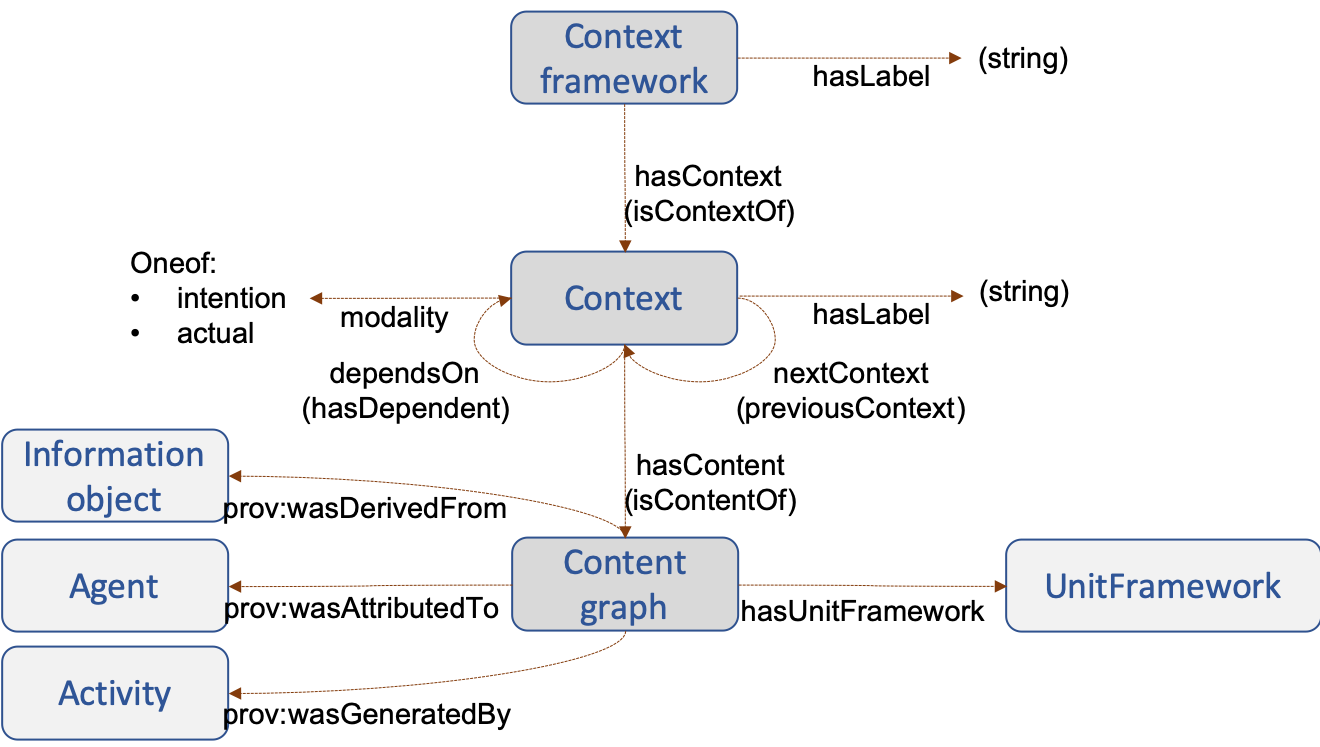 Context
framework
hasLabel
(string)
hasContext
(isContextOf)
Oneof:
• intention
• actual
modality
Context
hasLabel
(string)
dependsOn
(hasDependent)
nextContext
(previousContext)
Information
object
prov:wasDerivedFrom
hasContent
(isContentOf)
Agent
prov:wasAttributedTo
Content
graph
hasUnitFramework
UnitFramework
Activity
prov:wasGeneratedBy